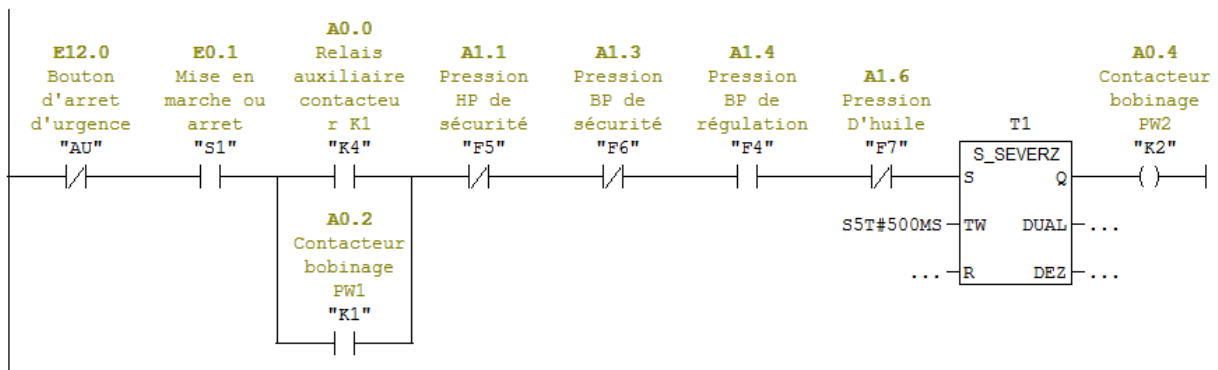 A0.0
E12.0 E0.1 Relais A1.1 A1.3 A1.4 A0.4
Bouton Mise en auxiliaire Pression Pression Pression A1.6 Contacteur
d'arret marche ou contacteu HP de BP de BP de Pression bobinage
d'urgence arret r K1 sécurité sécurité régulation D'huile T1 PW2
"AU" "S1" "K4" "F5" "F6" "F4" "F7" S_SEVERZ "K2"
S Q
A0.2
Contacteur S5T#500MS TW DUAL ...
bobinage
PW1 ... R DEZ ...
"K1"